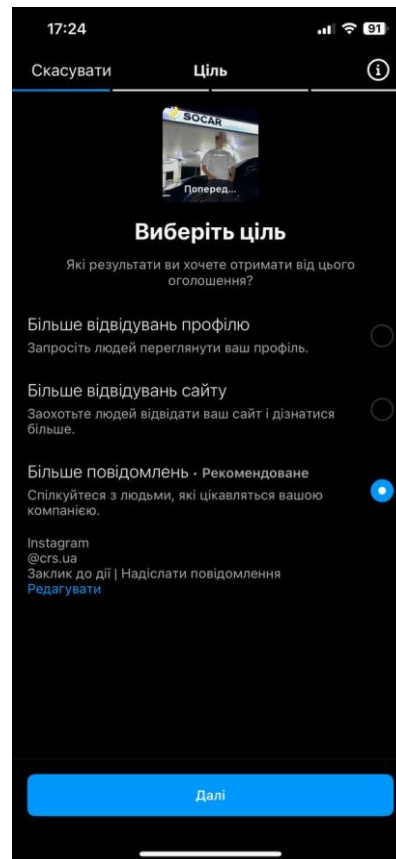 17:24
91
Скасувати
Ціль
SOCAR
Поперед...
Виберіть ціль
Які результати ви хочете отримати від цього
оголошення?
Більше відвідувань профілю
Запросіть людей переглянути ваш профіль.
Більше відвідувань сайту
Заохотьте людей відвідати ваш сайт і дізнатися
більше.
Більше повідомлень • Рекомендоване
Спілкуйтеся з людьми, які цікавляться вашою
компанією.
Instagram
@crs.ua
Заклик до дії | Надіслати повідомлення
Редагувати
Далі